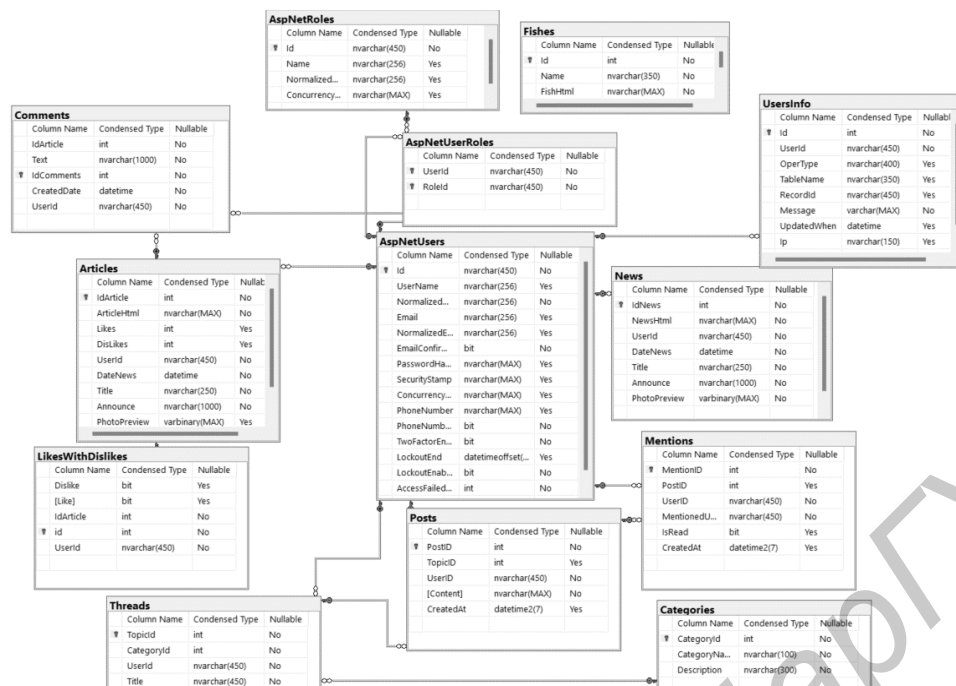 AspNetRoles
Column Name Condensed Type Nullable
Id nvarchar(450) No
Name nvarchar(256) Yes
Normalized... nvarchar(256) Yes
Concurrency... nvarchar(MAX) Yes
Fishes
Column Name Condensed Type Nullable
Id int No
Name nvarchar(350) No
FishHtml nvarchar(MAX) No
UsersInfo
Column Name Condensed Type Nullabl
Id int No
UserId nvarchar(450) No
OperType nvarchar(400) Yes
TableName nvarchar(350) Yes
RecordId nvarchar(450) Yes
Message varchar(MAX) No
UpdatedWhen datetime Yes
Ip nvarchar(150) Yes
Comments
Column Name Condensed Type Nullable
IdArticle int No
Text nvarchar(1000) No
IdComments int No
CreatedDate datetime No
UserId nvarchar(450) No
AspNetUserRoles
Column Name Condensed Type Nullable
UserId nvarchar(450) No
RoleId nvarchar(450) No
AspNetUsers
Column Name Condensed Type Nullable
Id nvarchar(450) No
UserName nvarchar(256) Yes
Normalized... nvarchar(256) No
Email nvarchar(256) Yes
NormalizedE... nvarchar(256) Yes
EmailConfir... bit No
PasswordHa... nvarchar(MAX) Yes
SecurityStamp nvarchar(MAX) Yes
Concurrency... nvarchar(MAX) Yes
PhoneNumber nvarchar(MAX) Yes
PhoneNumb... bit No
TwoFactorEn... bit No
LockoutEnd datetimeoffset(... Yes
LockoutEnab... bit No
AccessFailed... int No
Articles
Column Name Condensed Type Nullabl
IdArticle int No
ArticleHtml nvarchar(MAX) No
Likes int Yes
DisLikes int Yes
UserId nvarchar(450) No
DateNews datetime No
Title nvarchar(250) No
Announce nvarchar(1000) No
PhotoPreview varbinary(MAX) Yes
News
Column Name Condensed Type Nullable
IdNews int No
NewsHtml nvarchar(MAX) No
UserId nvarchar(450) No
DateNews datetime No
Title nvarchar(250) No
Announce nvarchar(1000) No
PhotoPreview varbinary(MAX) No
LikesWithDislikes
Column Name Condensed Type Nullable
Dislike bit Yes
[Like] bit Yes
IdArticle int No
id int No
UserId nvarchar(450) No
Mentions
Column Name Condensed Type Nullable
MentionID int No
PostID int Yes
UserID nvarchar(450) No
MentionedU... nvarchar(450) No
IsRead bit Yes
CreatedAt datetime2(7) Yes
Posts
Column Name Condensed Type Nullable
PostID int No
TopicID int Yes
UserID nvarchar(450) No
[Content] nvarchar(MAX) No
CreatedAt datetime2(7) Yes
Threads
Column Name Condensed Type Nullable
TopicId int No
CategoryId int No
UserId nvarchar(450) No
Title nvarchar(450) No
Categories
Column Name Condensed Type Nullable
CategoryId int No
CategoryNa... nvarchar(100) No
Description nvarchar(300) No